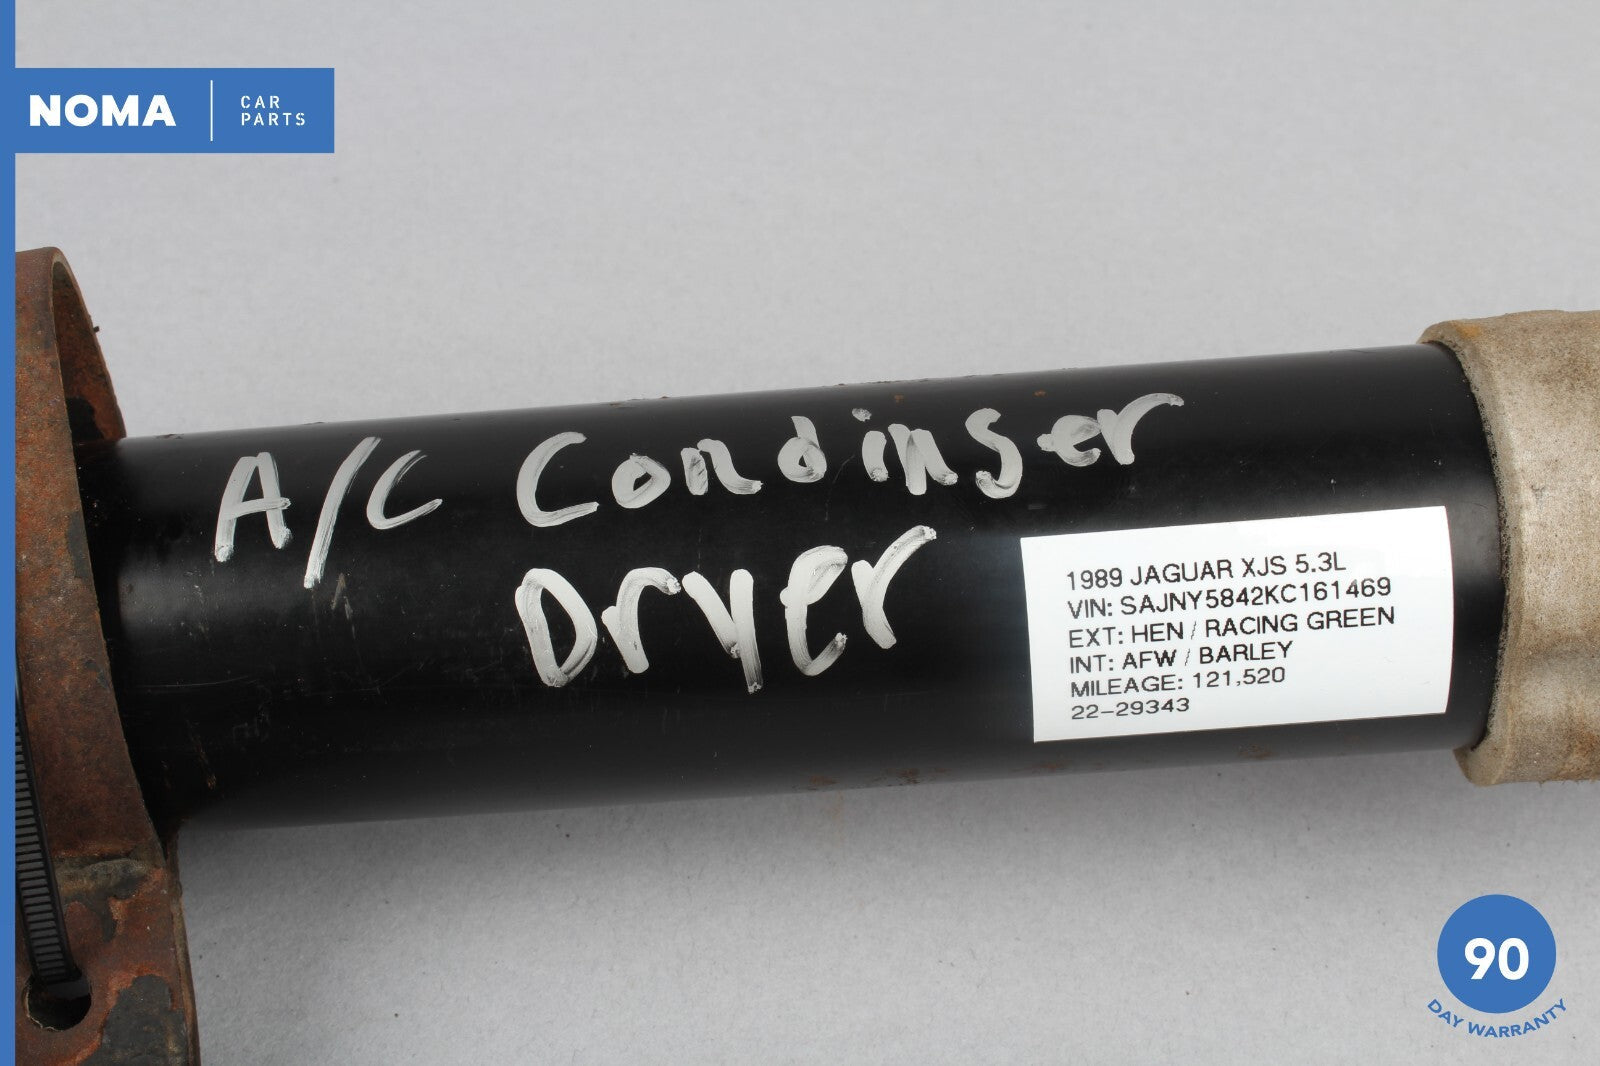 NOMA
CAR
PARTS
A/C Condinser
Dryer
1989 JAGUAR XJS 5.3L
VIN: SAJNY5842KC161469
EXT: HEN / RACING GREEN
INT: AFW / BARLEY
MILEAGE: 121,520
22-29343
90
DAY WARRANTY